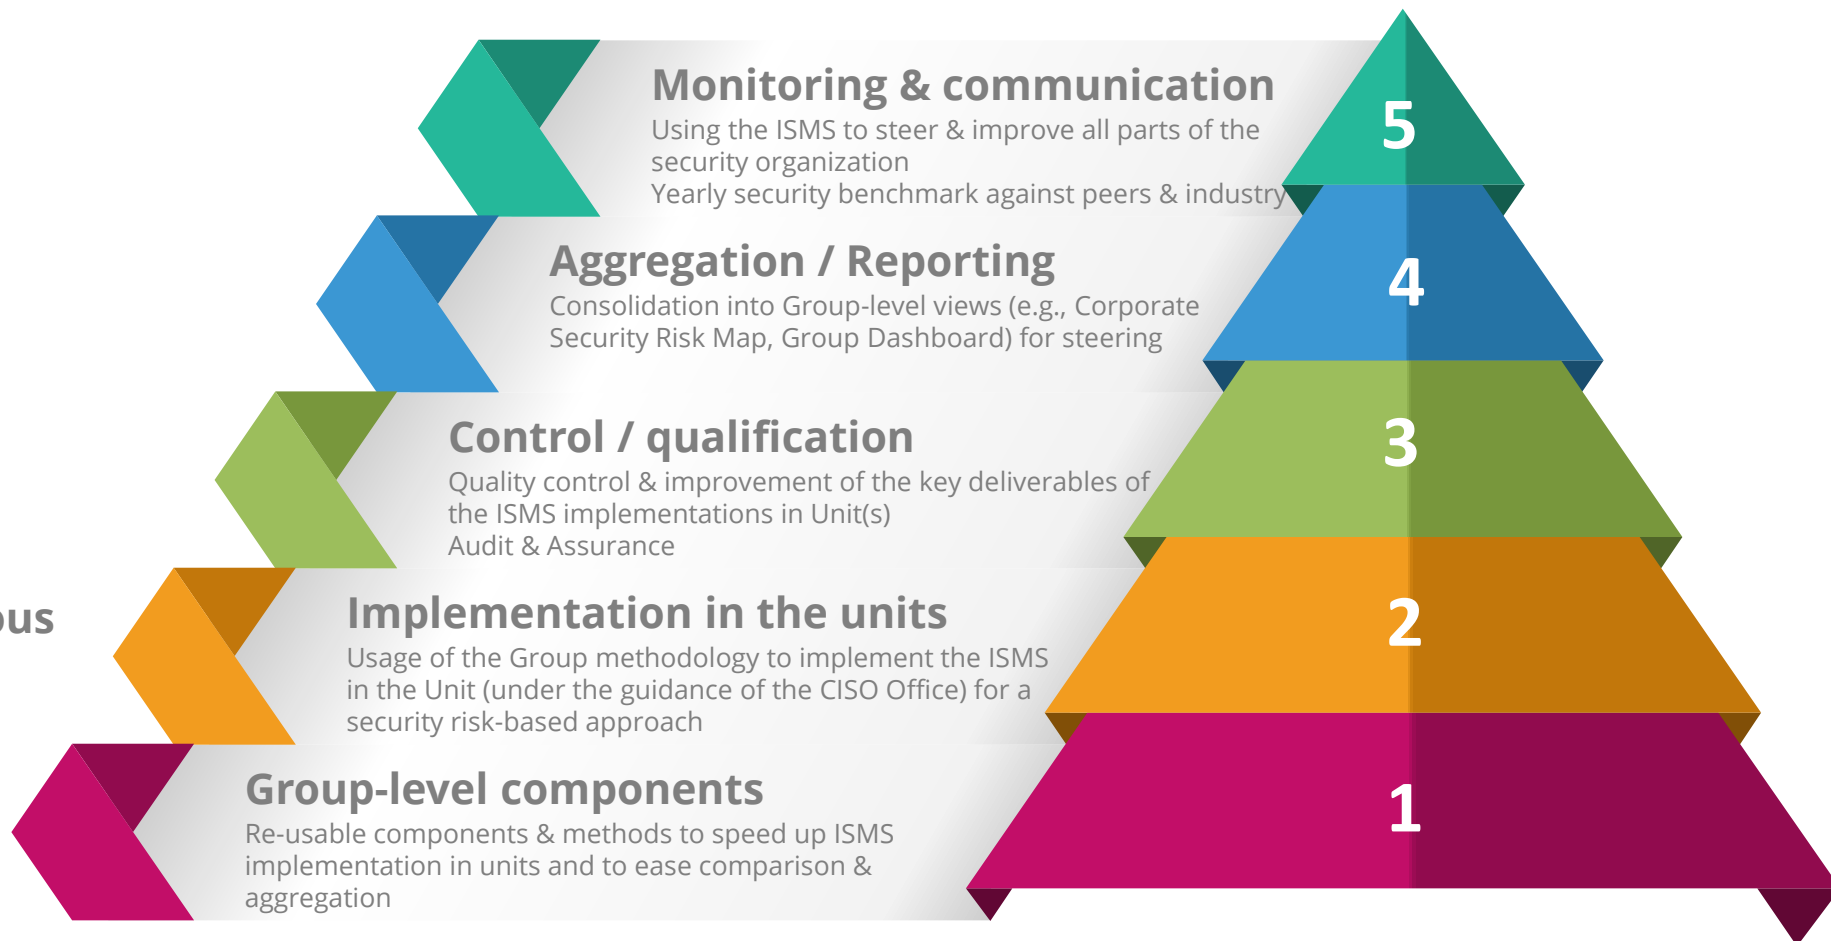 Monitoring & communication
Using the ISMS to steer & improve all parts of the
security organization
Yearly security benchmark against peers & industry
5
Aggregation / Reporting
Consolidation into Group-level views (e.g., Corporate
Security Risk Map, Group Dashboard) for steering
4
Control / qualification
Quality control & improvement of the key deliverables of
the ISMS implementations in Unit(s)
Audit & Assurance
3
Implementation in the units
Usage of the Group methodology to implement the ISMS
in the Unit (under the guidance of the CISO Office) for a
security risk-based approach
2
Group-level components
Re-usable components & methods to speed up ISMS
implementation in units and to ease comparison &
aggregation
1